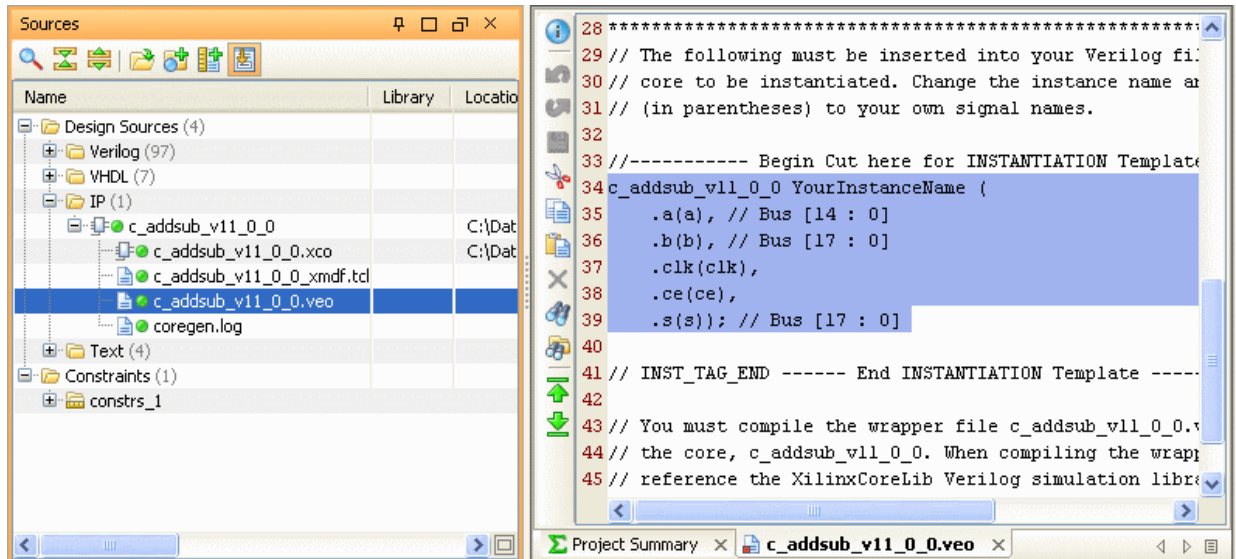 Sources
Name Library Locatio
Design Sources (4)
Verilog (97)
VHDL (7)
IP (1)
c_addsub_v11_0_0 C:\Dat
c_addsub_v11_0_0.xco C:\Dat
c_addsub_v11_0_0_xmdf.tcl
c_addsub_v11_0_0.veo
coregen.log
Text (4)
Constraints (1)
constrs_1
28 *******************************************************
29 // The following must be inserted into your Verilog fil
30 // core to be instantiated. Change the instance name an
31 // (in parentheses) to your own signal names.
32
33 //----------- Begin Cut here for INSTANTIATION Template
34 c_addsub_v11_0_0 YourInstanceName (
35 .a(a), // Bus [14 : 0]
36 .b(b), // Bus [17 : 0]
37 .clk(clk),
38 .ce(ce),
39 .s(s)); // Bus [17 : 0]
40
41 // INST_TAG_END ------ End INSTANTIATION Template -----
42
43 // You must compile the wrapper file c_addsub_v11_0_0.v
44 // the core, c_addsub_v11_0_0. When compiling the wrapp
45 // reference the XilinxCoreLib Verilog simulation libra
Σ Project Summary c_addsub_v11_0_0.veo